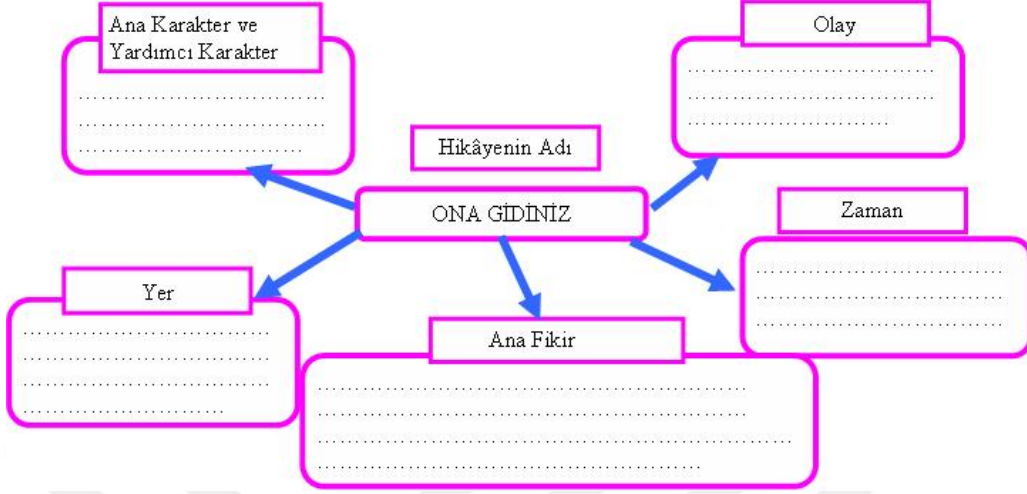 Ana Karakter ve
Yardımcı Karakter
Olay
Hikâyenin Adı
ONA GİDİNİZ
Zaman
Yer
Ana Fikir